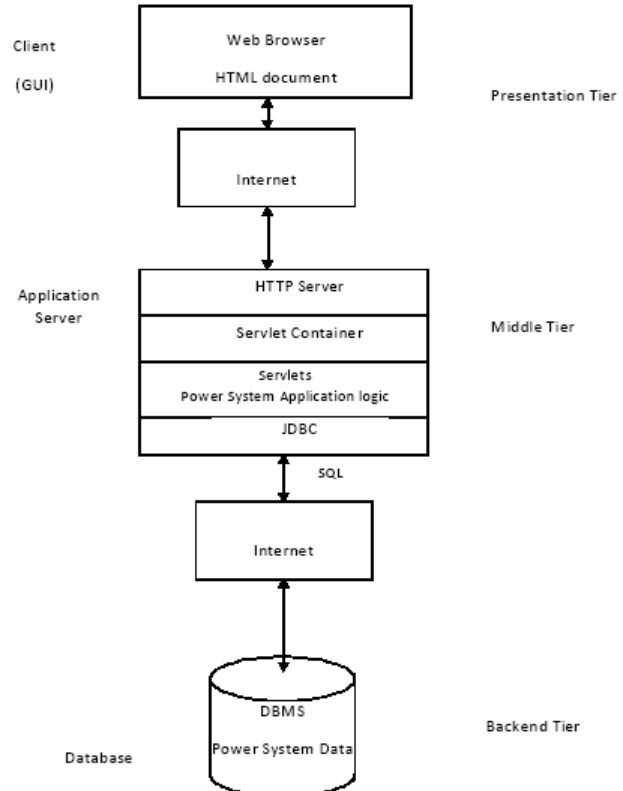 Client
(GUI)
Web Browser
HTML document
Presentation Tier
Internet
Application
Server
HTTP Server
Servlet Container
Servlets
Power System Application logic
JDBC
Middle Tier
SQL
Internet
DBMS
Power System Data
Database
Backend Tier